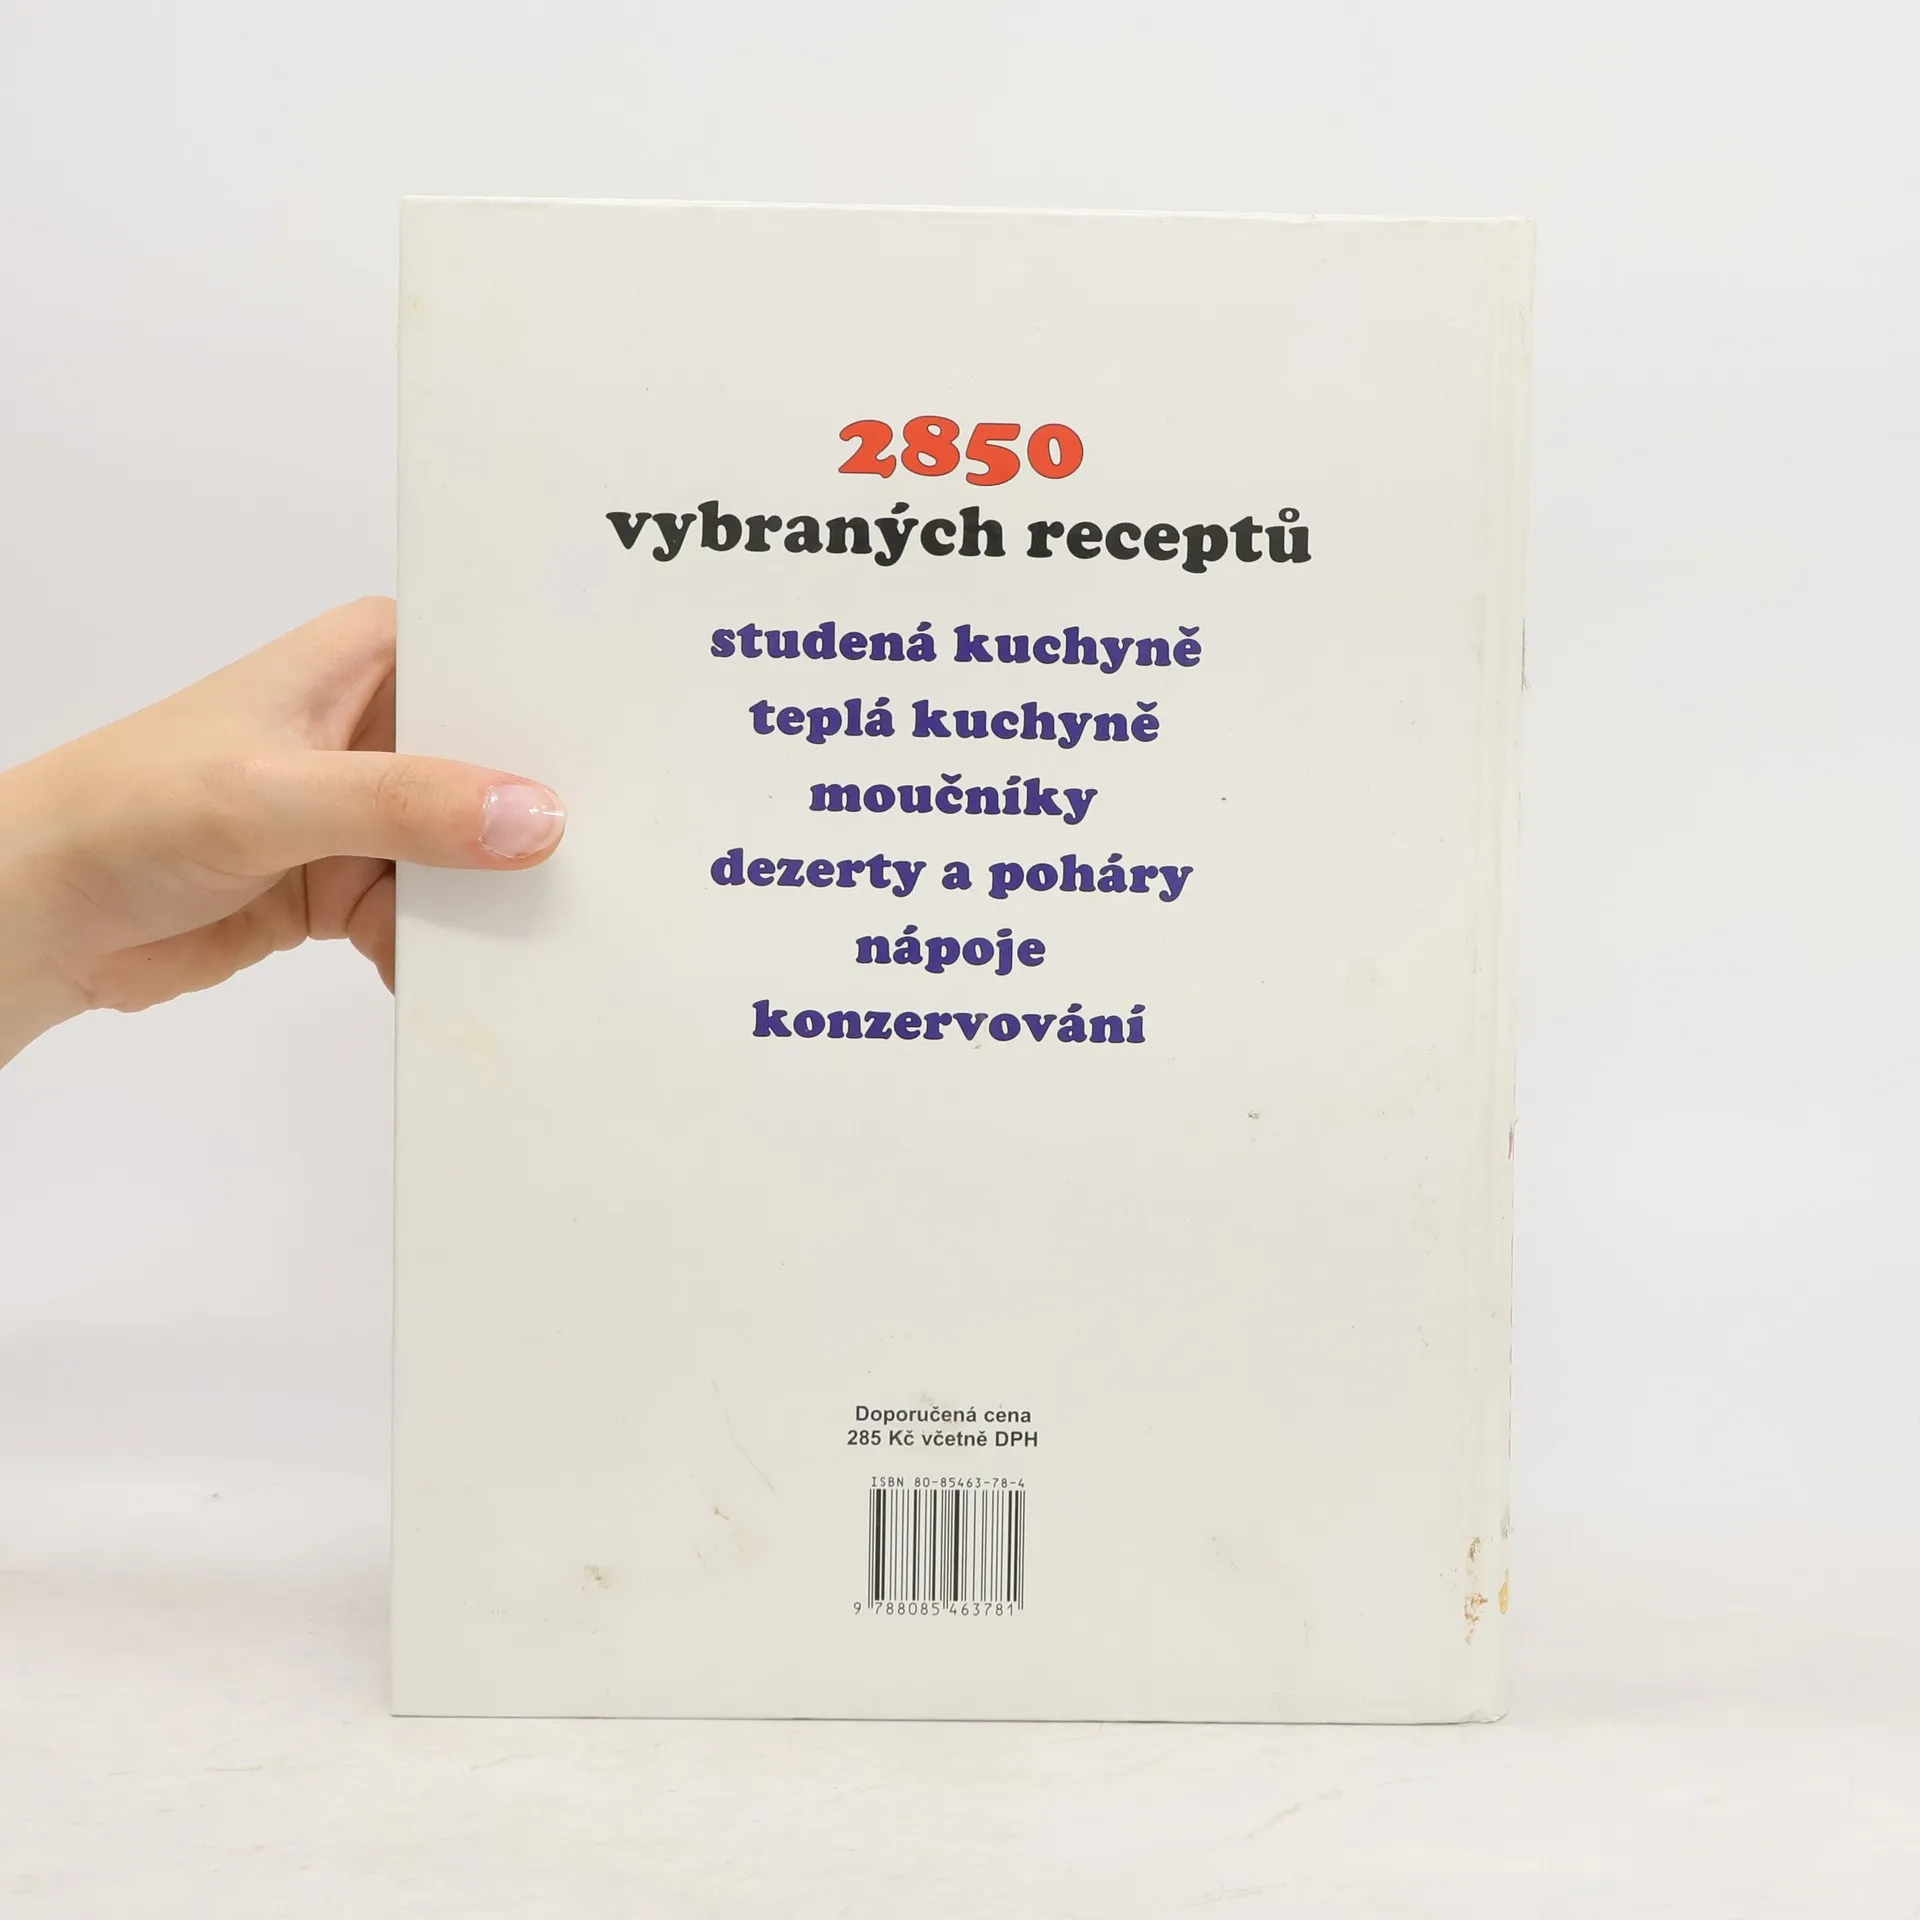 2850
vybraných receptů
studená kuchyně
teplá kuchyně
moučníky
dezerty a poháry
nápoje
konzervování
Doporučená cena
285 Kč včetně DPH
ISBN 80-85463-78-4
9 788085 463781